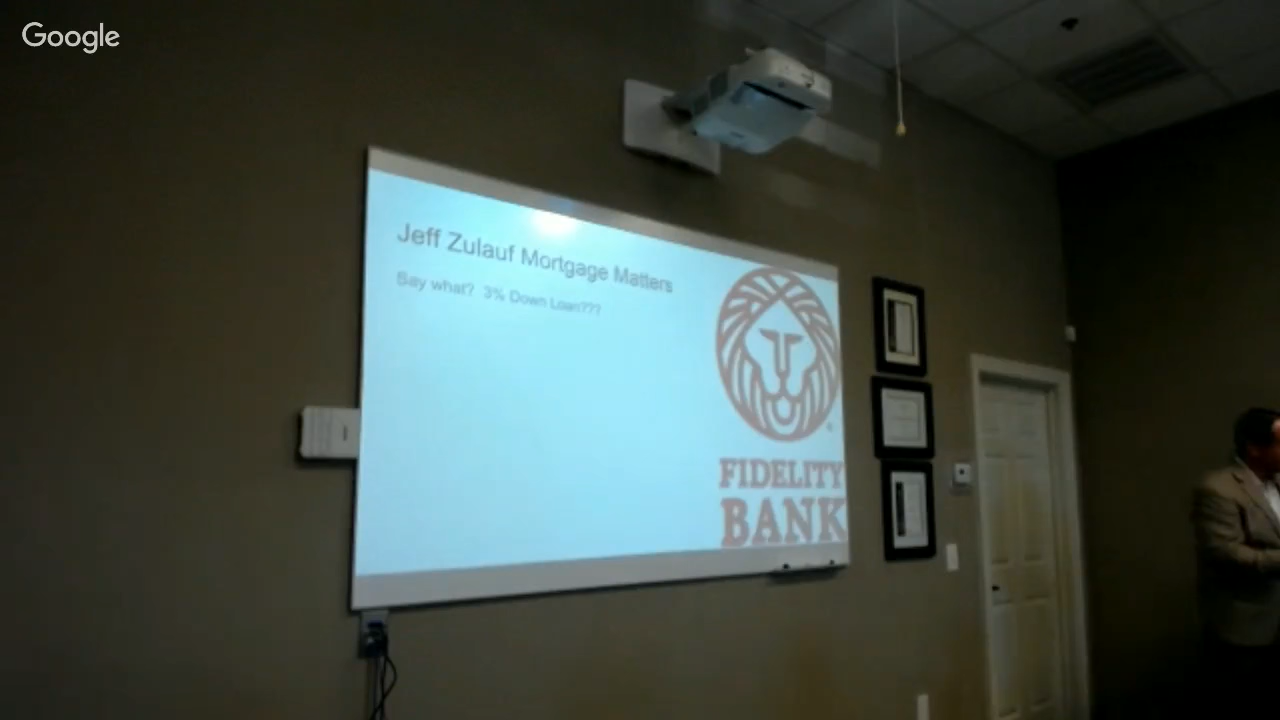 Google
Jeff Zulauf Mortgage Matters
Say what? 3% Down Loan???
FIDELITY
BANK